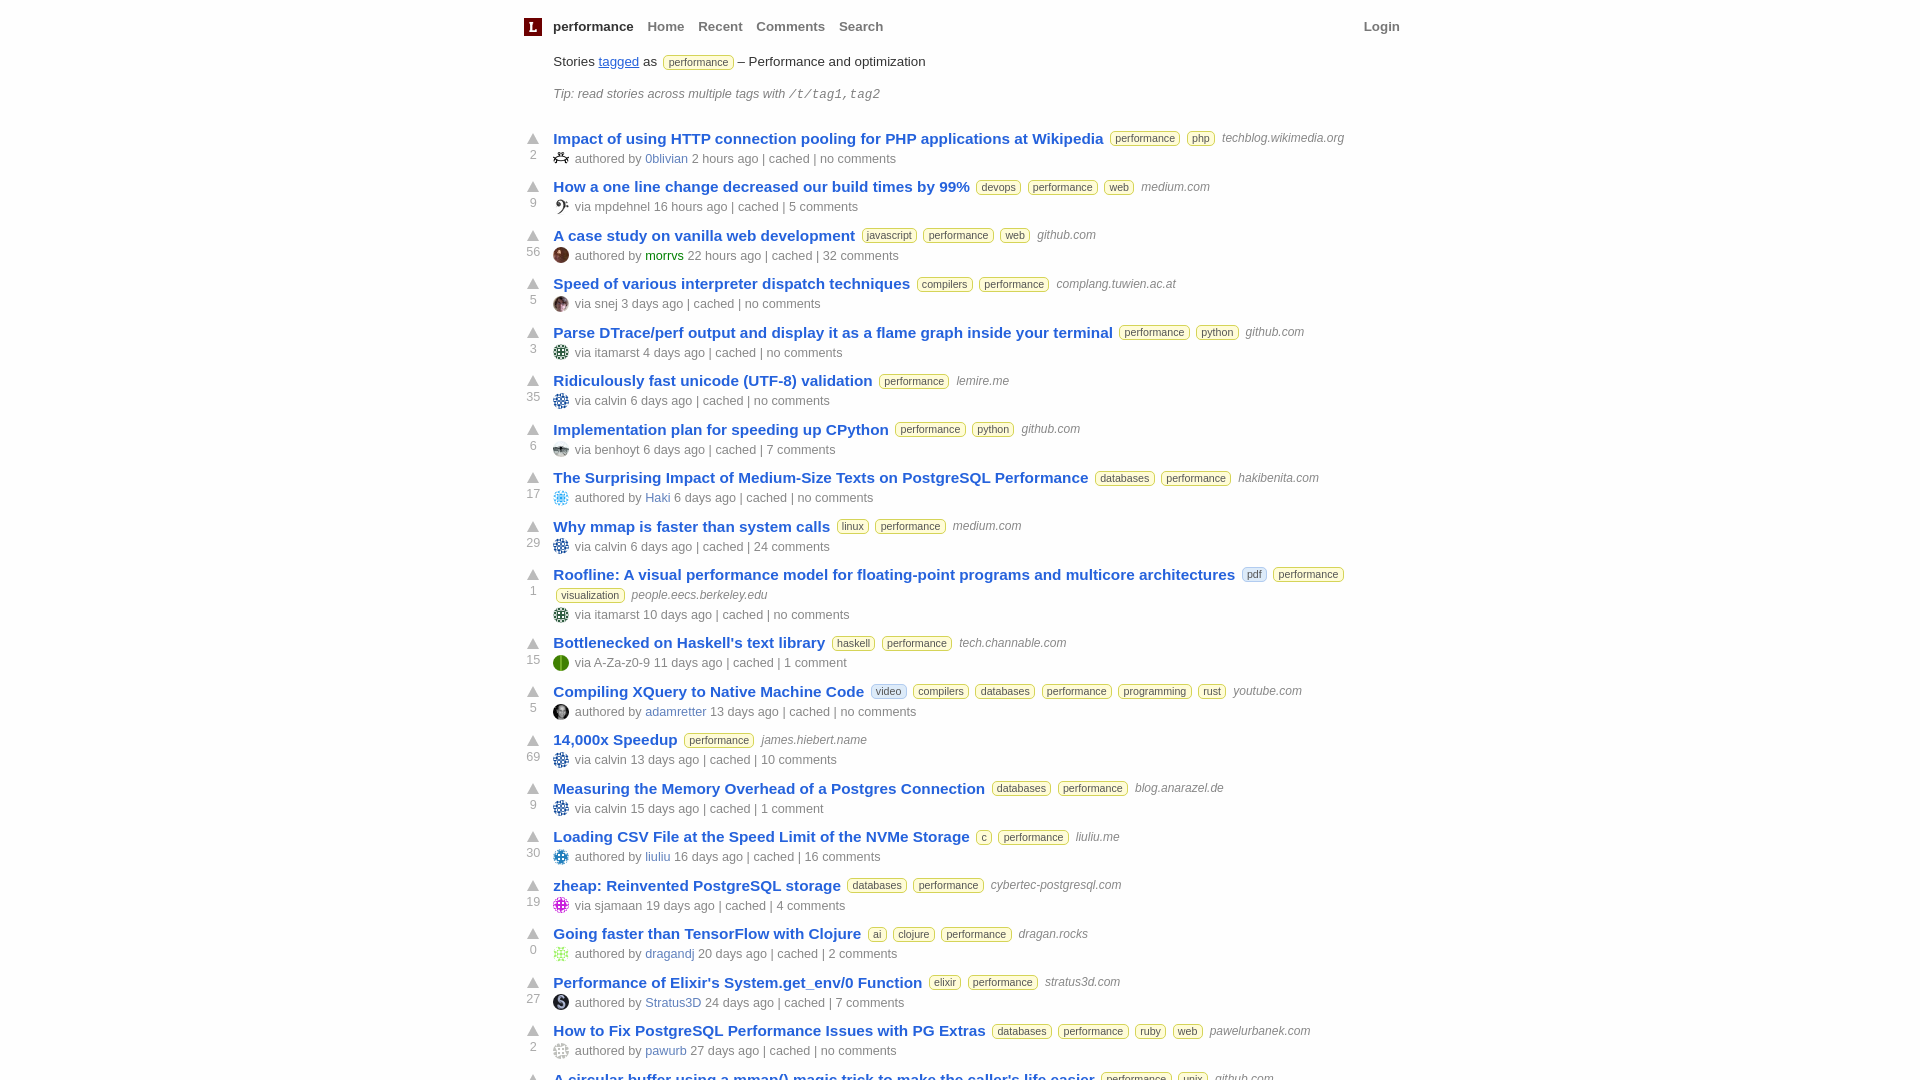 L performance Home Recent Comments Search Login
Stories tagged as performance – Performance and optimization
Tip: read stories across multiple tags with /t/tag1,tag2
Impact of using HTTP connection pooling for PHP applications at Wikipedia performance php techblog.wikimedia.org
2 authored by 0blivian 2 hours ago | cached | no comments
How a one line change decreased our build times by 99% devops performance web medium.com
9 via mpdehnel 16 hours ago | cached | 5 comments
A case study on vanilla web development javascript performance web github.com
56 authored by morrvs 22 hours ago | cached | 32 comments
Speed of various interpreter dispatch techniques compilers performance complang.tuwien.ac.at
5 via snej 3 days ago | cached | no comments
Parse DTrace/perf output and display it as a flame graph inside your terminal performance python github.com
3 via itamarst 4 days ago | cached | no comments
Ridiculously fast unicode (UTF-8) validation performance lemire.me
35 via calvin 6 days ago | cached | no comments
Implementation plan for speeding up CPython performance python github.com
6 via benhoyt 6 days ago | cached | 7 comments
The Surprising Impact of Medium-Size Texts on PostgreSQL Performance databases performance hakibenita.com
17 authored by Haki 6 days ago | cached | no comments
Why mmap is faster than system calls linux performance medium.com
29 via calvin 6 days ago | cached | 24 comments
Roofline: A visual performance model for floating-point programs and multicore architectures pdf performance
1 visualization people.eecs.berkeley.edu
via itamarst 10 days ago | cached | no comments
Bottlenecked on Haskell's text library haskell performance tech.channable.com
15 via A-Za-z0-9 11 days ago | cached | 1 comment
Compiling XQuery to Native Machine Code video compilers databases performance programming rust youtube.com
5 authored by adamretter 13 days ago | cached | no comments
14,000x Speedup performance james.hiebert.name
69 via calvin 13 days ago | cached | 10 comments
Measuring the Memory Overhead of a Postgres Connection databases performance blog.anarazel.de
9 via calvin 15 days ago | cached | 1 comment
Loading CSV File at the Speed Limit of the NVMe Storage c performance liuliu.me
30 authored by liuliu 16 days ago | cached | 16 comments
zheap: Reinvented PostgreSQL storage databases performance cybertec-postgresql.com
19 via sjamaan 19 days ago | cached | 4 comments
Going faster than TensorFlow with Clojure ai clojure performance dragan.rocks
0 authored by dragandj 20 days ago | cached | 2 comments
Performance of Elixir's System.get_env/0 Function elixir performance stratus3d.com
27 authored by Stratus3D 24 days ago | cached | 7 comments
How to Fix PostgreSQL Performance Issues with PG Extras databases performance ruby web pawelurbanek.com
2 authored by pawurb 27 days ago | cached | no comments
A circular buffer using a mmap() magic trick to make the caller's life easier performance unix github.com